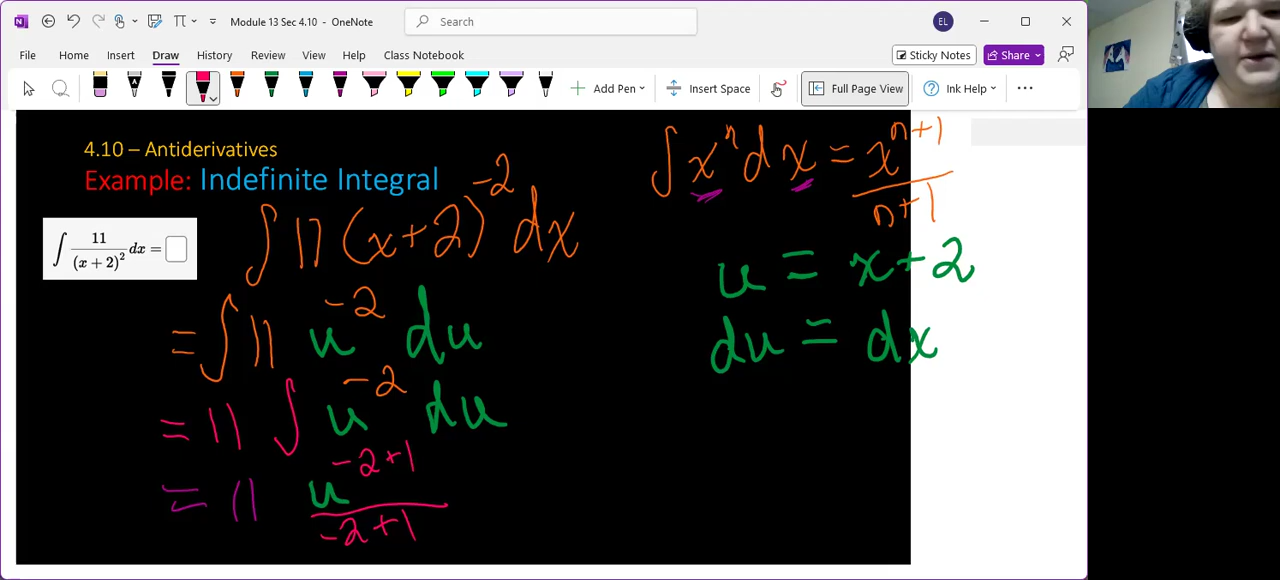 Module 13 Sec 4.10 - OneNote
Search
EL
File Home Insert Draw History Review View Help Class Notebook
Sticky Notes Share
Add Pen Insert Space Full Page View Ink Help
4.10 – Antiderivatives
Example: Indefinite Integral
∫ 11/(x + 2)² dx =
∫ 11 (x+2)⁻² dx
= ∫ 11 u⁻² du
= 11 ∫ u⁻² du
= 11 u⁻²⁺¹/(-2+1)
∫ xⁿ dx = xⁿ⁺¹/(n+1)
u = x+2
du = dx